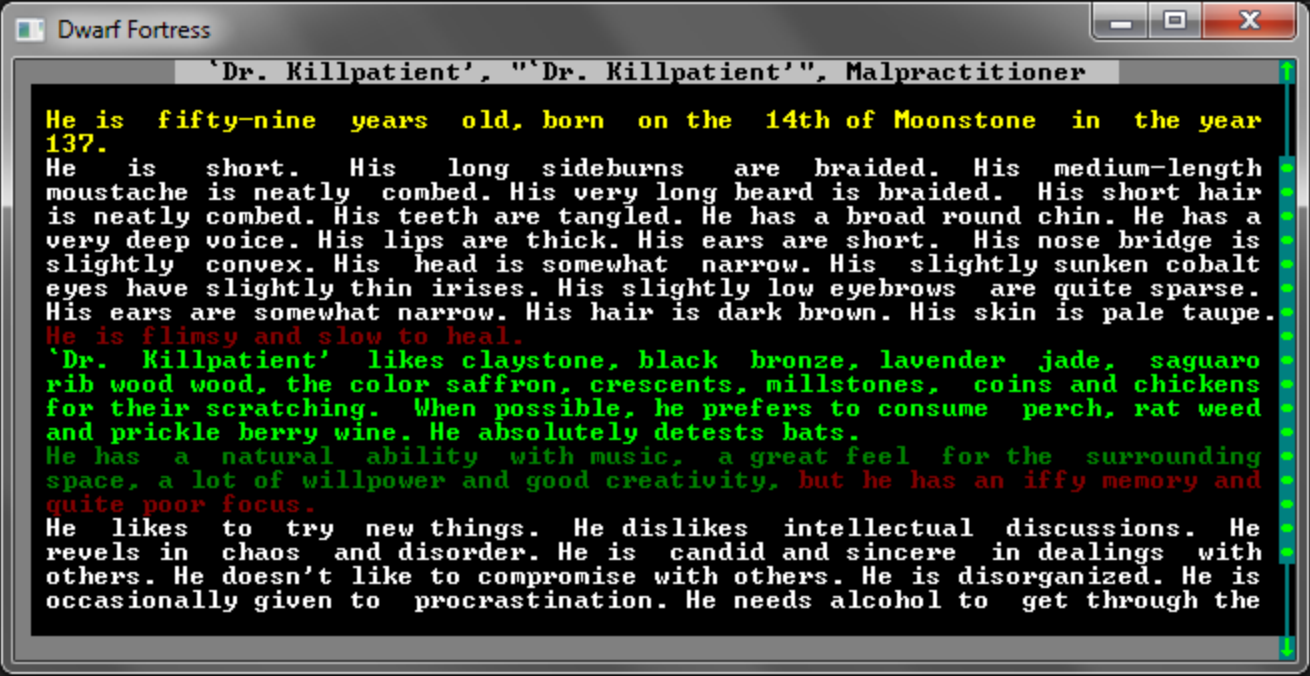 Dwarf Fortress
`Dr. Killpatient', "`Dr. Killpatient'", Malpractitioner
He is fifty-nine years old, born on the 14th of Moonstone in the year
137.
He is short. His long sideburns are braided. His medium-length
moustache is neatly combed. His very long beard is braided. His short hair
is neatly combed. His teeth are tangled. He has a broad round chin. He has a
very deep voice. His lips are thick. His ears are short. His nose bridge is
slightly convex. His head is somewhat narrow. His slightly sunken cobalt
eyes have slightly thin irises. His slightly low eyebrows are quite sparse.
His ears are somewhat narrow. His hair is dark brown. His skin is pale taupe.
He is flimsy and slow to heal.
`Dr. Killpatient' likes claystone, black bronze, lavender jade, saguaro
rib wood wood, the color saffron, crescents, millstones, coins and chickens
for their scratching. When possible, he prefers to consume perch, rat weed
and prickle berry wine. He absolutely detests bats.
He has a natural ability with music, a great feel for the surrounding
space, a lot of willpower and good creativity, but he has an iffy memory and
quite poor focus.
He likes to try new things. He dislikes intellectual discussions. He
revels in chaos and disorder. He is candid and sincere in dealings with
others. He doesn't like to compromise with others. He is disorganized. He is
occasionally given to procrastination. He needs alcohol to get through the